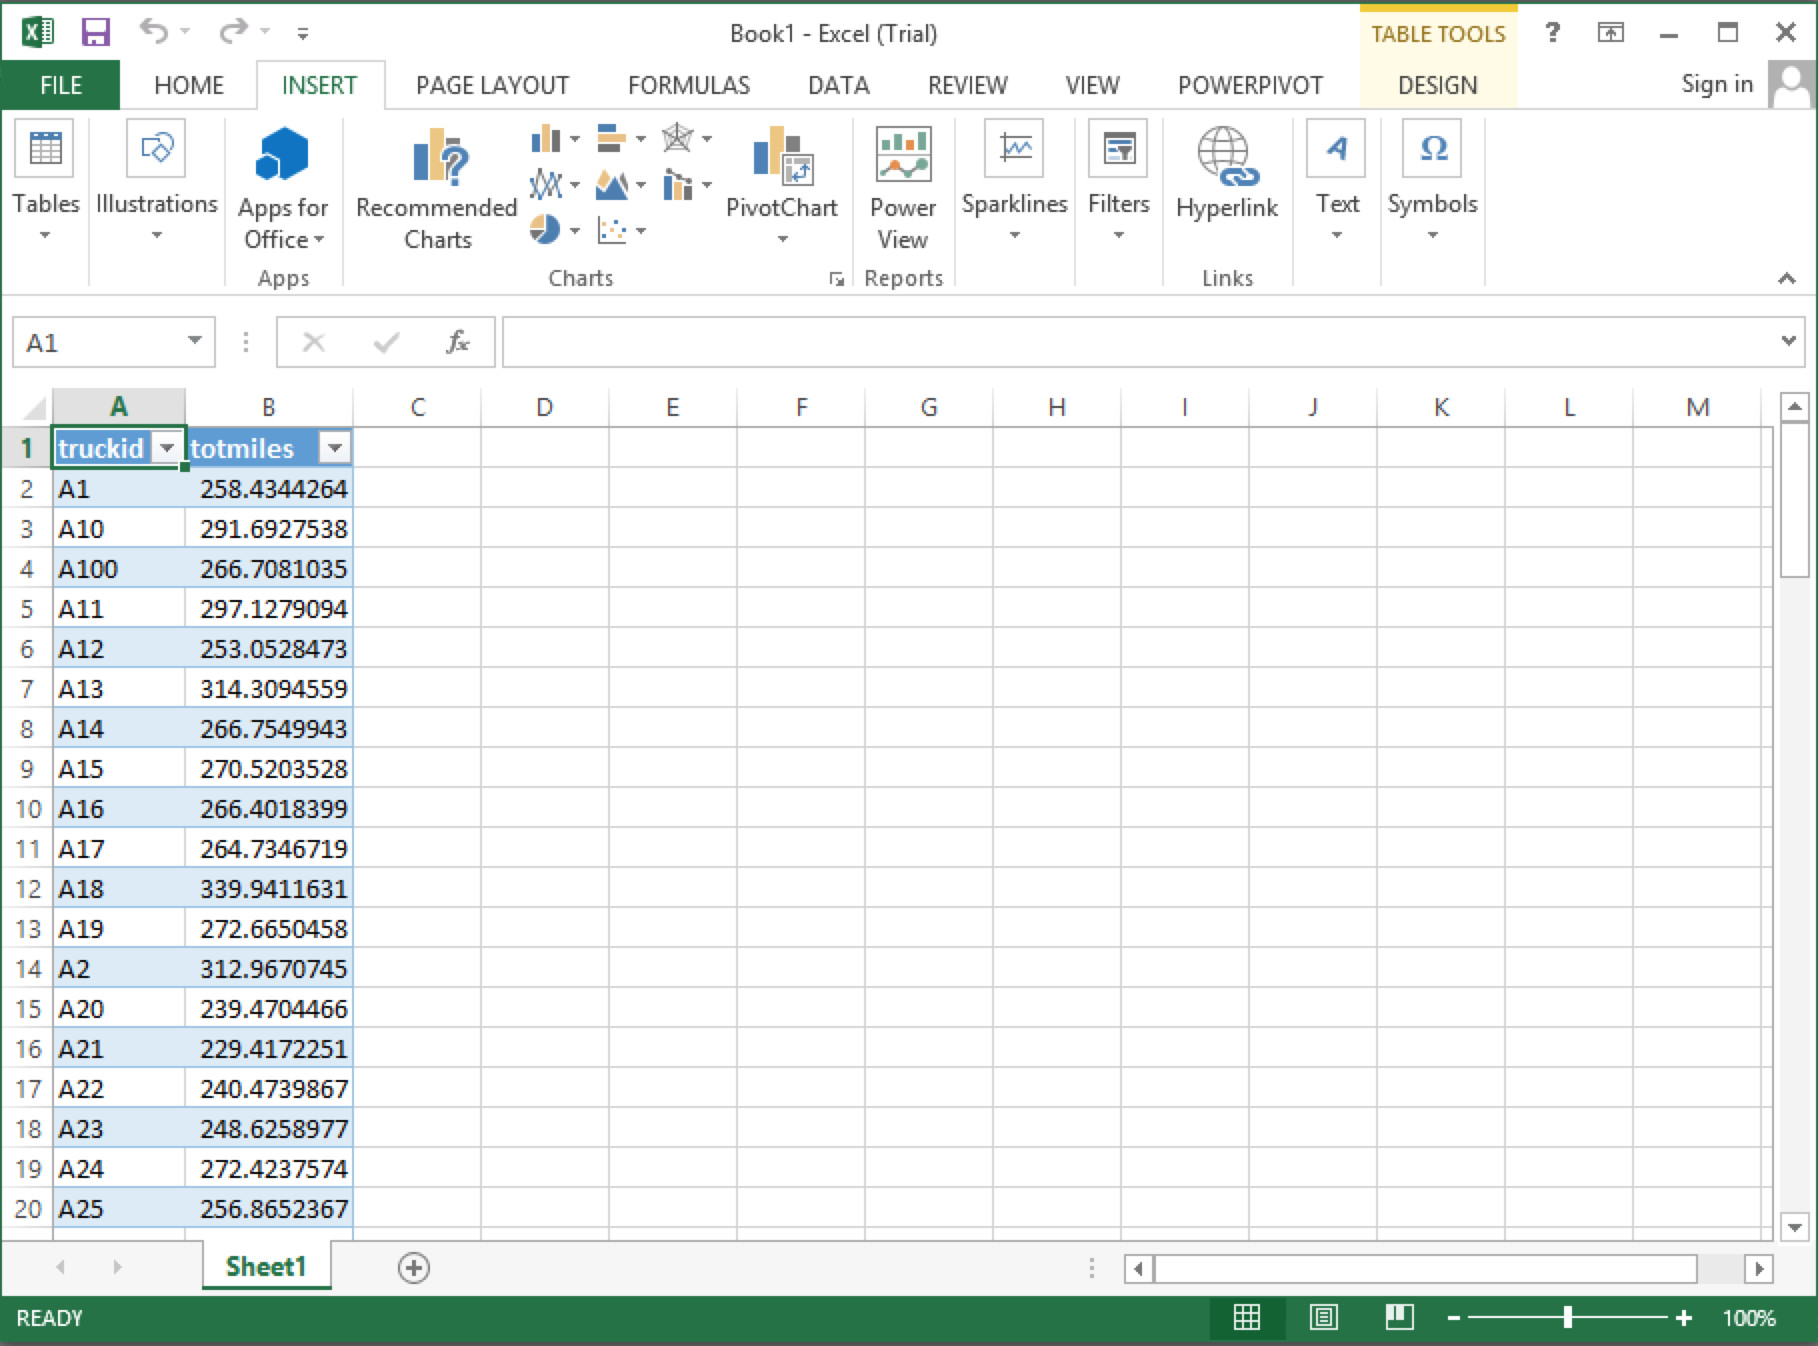 Book1 - Excel (Trial)
TABLE TOOLS
?
FILE HOME INSERT PAGE LAYOUT FORMULAS DATA REVIEW VIEW POWERPIVOT DESIGN Sign in
Tables
Illustrations
Apps for
Office
Recommended
Charts
PivotChart
Power
View
Sparklines
Filters
Hyperlink
Text
Symbols
Apps
Charts
Reports
Links
A1
fx
A B C D E F G H I J K L M
1 truckid totmiles
2 A1 258.4344264
3 A10 291.6927538
4 A100 266.7081035
5 A11 297.1279094
6 A12 253.0528473
7 A13 314.3094559
8 A14 266.7549943
9 A15 270.5203528
10 A16 266.4018399
11 A17 264.7346719
12 A18 339.9411631
13 A19 272.6650458
14 A2 312.9670745
15 A20 239.4704466
16 A21 229.4172251
17 A22 240.4739867
18 A23 248.6258977
19 A24 272.4237574
20 A25 256.8652367
Sheet1
READY
100%